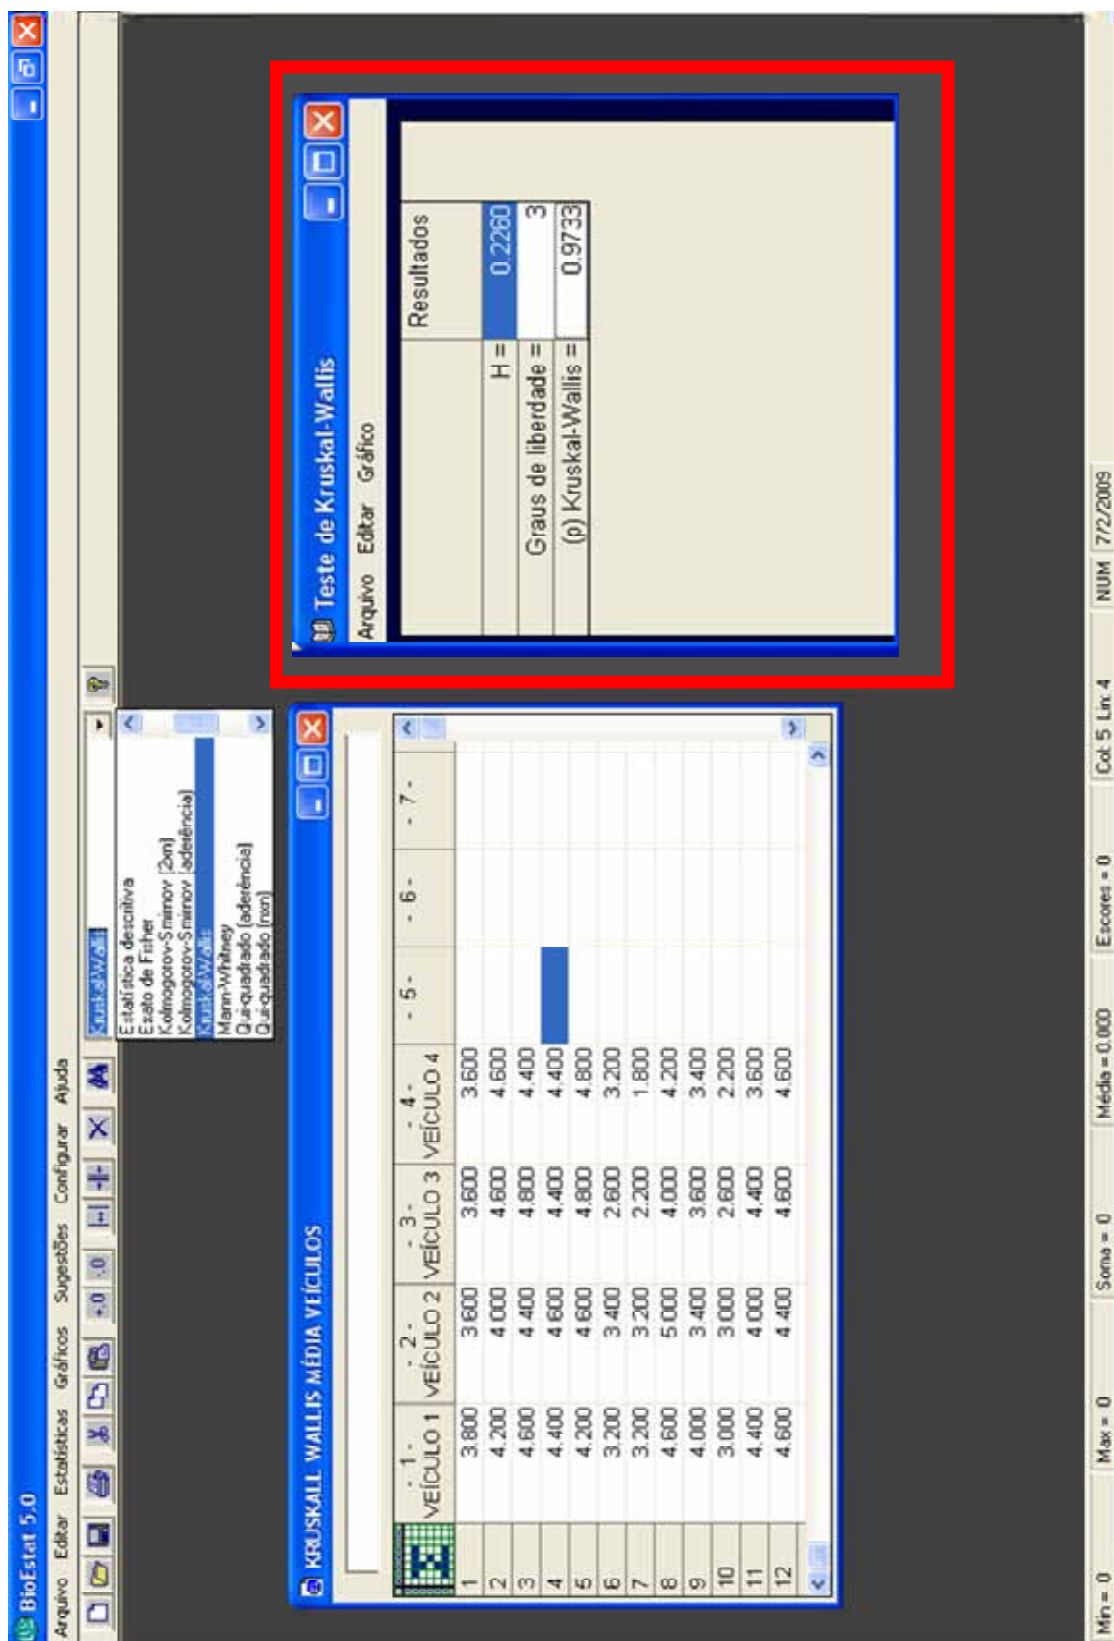 BioEstat 5.0
Arquivo Editar Estatísticas Gráficos Sugestões Configurar Ajuda
+.0 .0 Kruskal-Wallis
Estatística descritiva
Exato de Fisher
Kolmogorov-Smirnov (2xn)
Kolmogorov-Smirnov (aderência)
Kruskal-Wallis
Mann-Whitney
Qui-quadrado (aderência)
Qui-quadrado (nxn)
KRUSKALL WALLIS MÉDIA VEÍCULOS
- 1 - - 2 - - 3 - - 4 - - 5 - - 6 - - 7 -
VEÍCULO 1 VEÍCULO 2 VEÍCULO 3 VEÍCULO 4
1 3.800 3.600 3.600 3.600
2 4.200 4.000 4.600 4.600
3 4.600 4.400 4.800 4.400
4 4.400 4.600 4.400 4.400
5 4.200 4.600 4.800 4.800
6 3.200 3.400 2.600 3.200
7 3.200 3.200 2.200 1.800
8 4.600 5.000 4.000 4.200
9 4.000 3.400 3.600 3.400
10 3.000 3.000 2.600 2.200
11 4.400 4.000 4.400 3.600
12 4.600 4.400 4.600 4.600
Teste de Kruskal-Wallis
Arquivo Editar Gráfico
Resultados
H = 0.2260
Graus de liberdade = 3
(p) Kruskal-Wallis = 0.9733
Min = 0 Max = 0 Soma = 0 Média = 0.000 Escores = 0 Col: 5 Lin: 4 NUM 7/2/2009